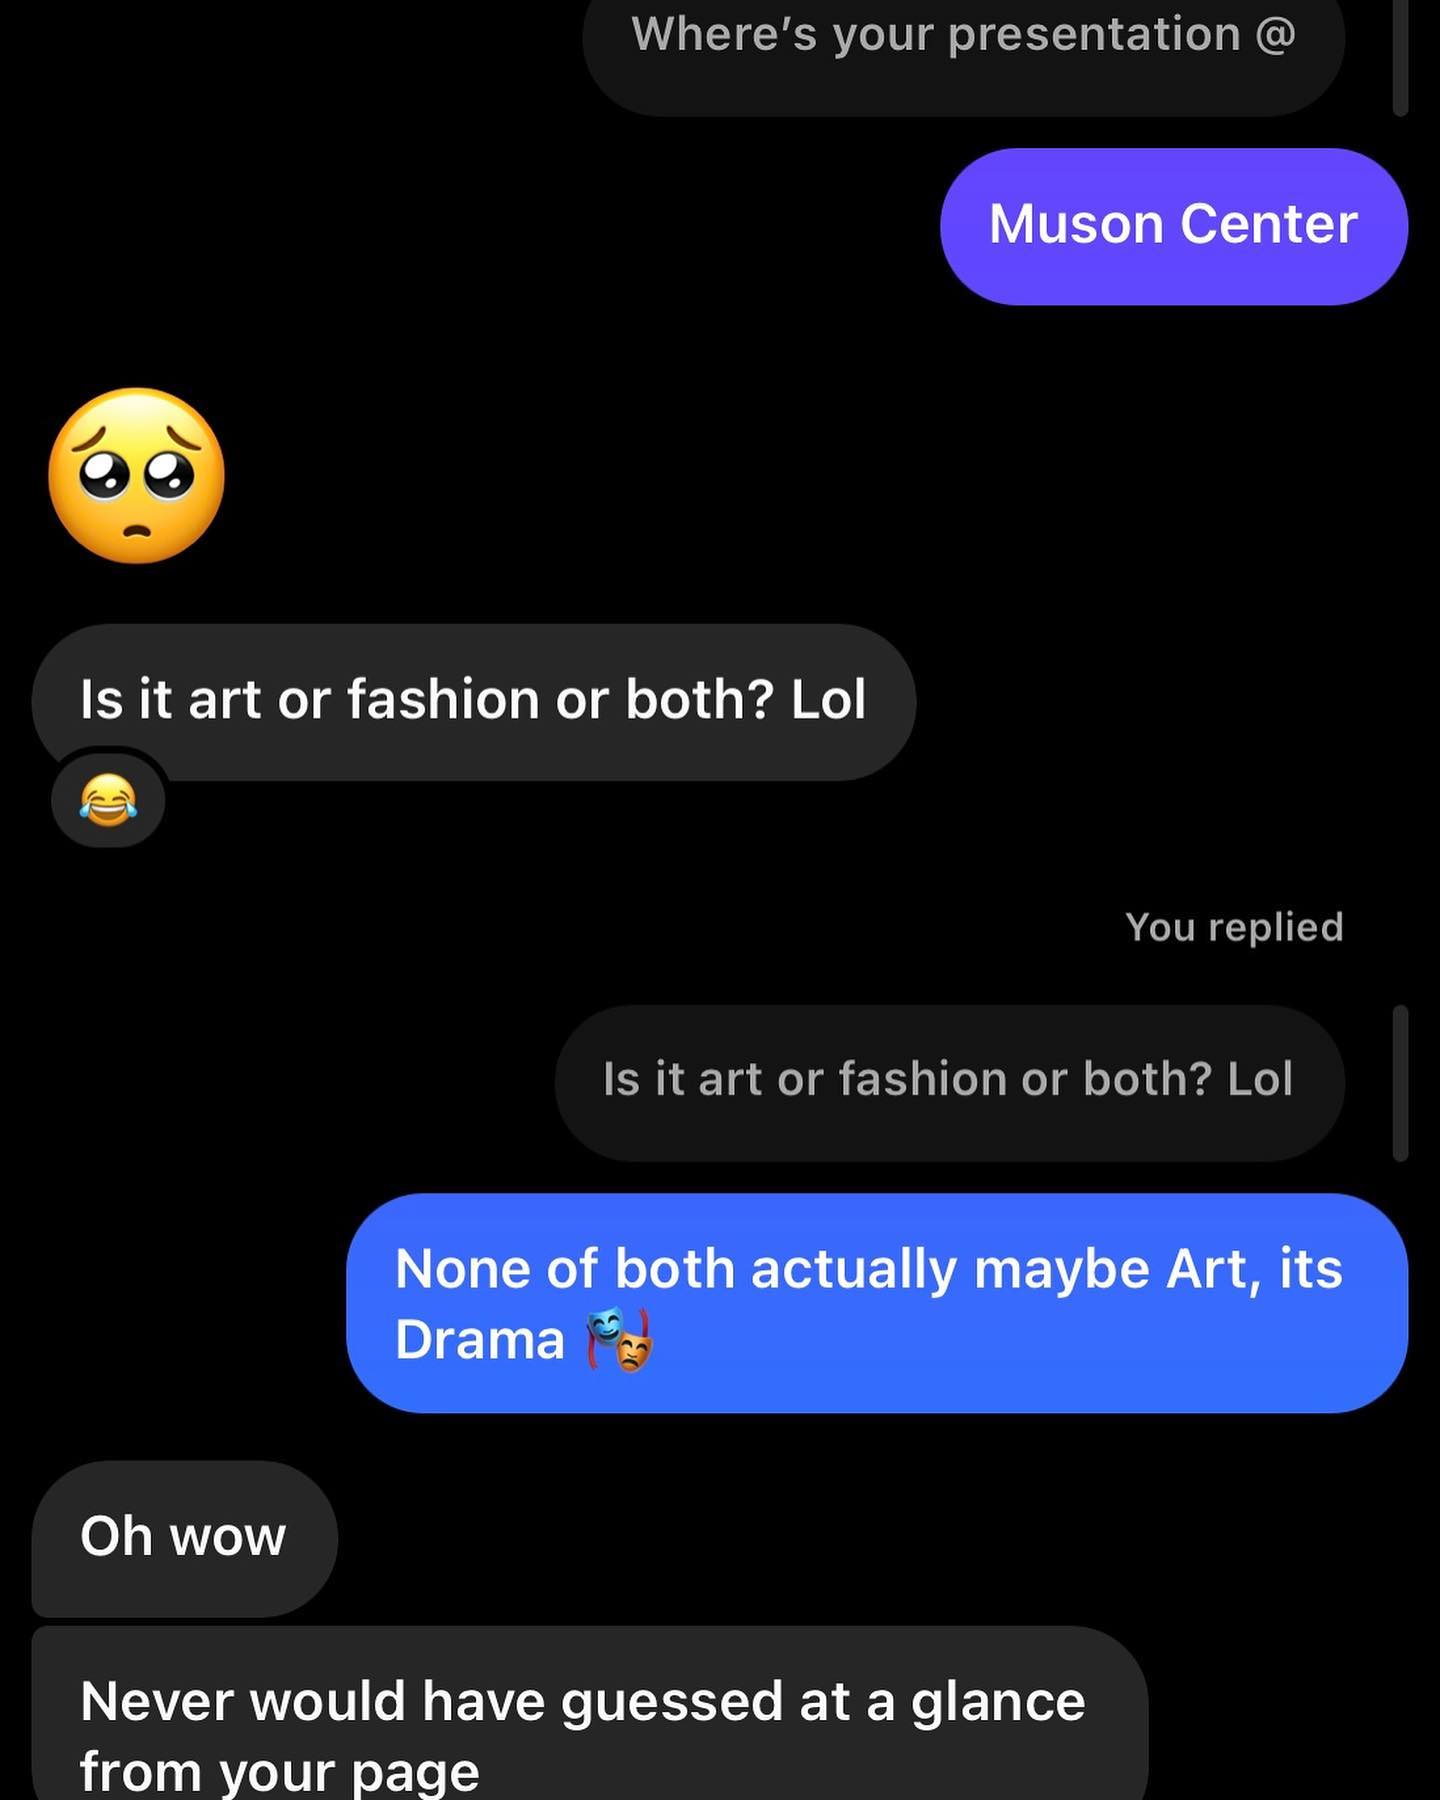 Where’s your presentation @
Muson Center
🥺
Is it art or fashion or both? Lol
😂
You replied
Is it art or fashion or both? Lol
None of both actually maybe Art, its
Drama 🎭
Oh wow
Never would have guessed at a glance
from your page